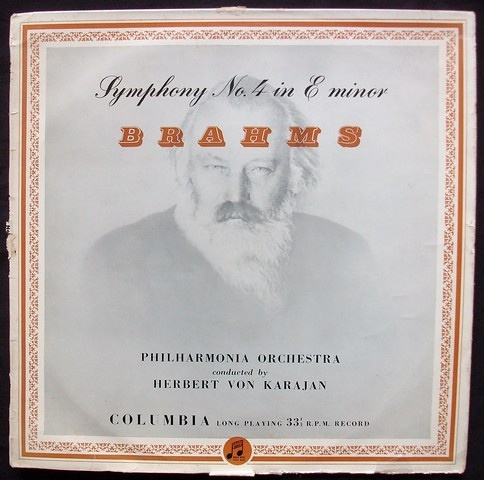 Symphony No. 4 in E minor
BRAHMS
PHILHARMONIA ORCHESTRA
conducted by
HERBERT VON KARAJAN
COLUMBIA LONG PLAYING 33⅓ R.P.M. RECORD